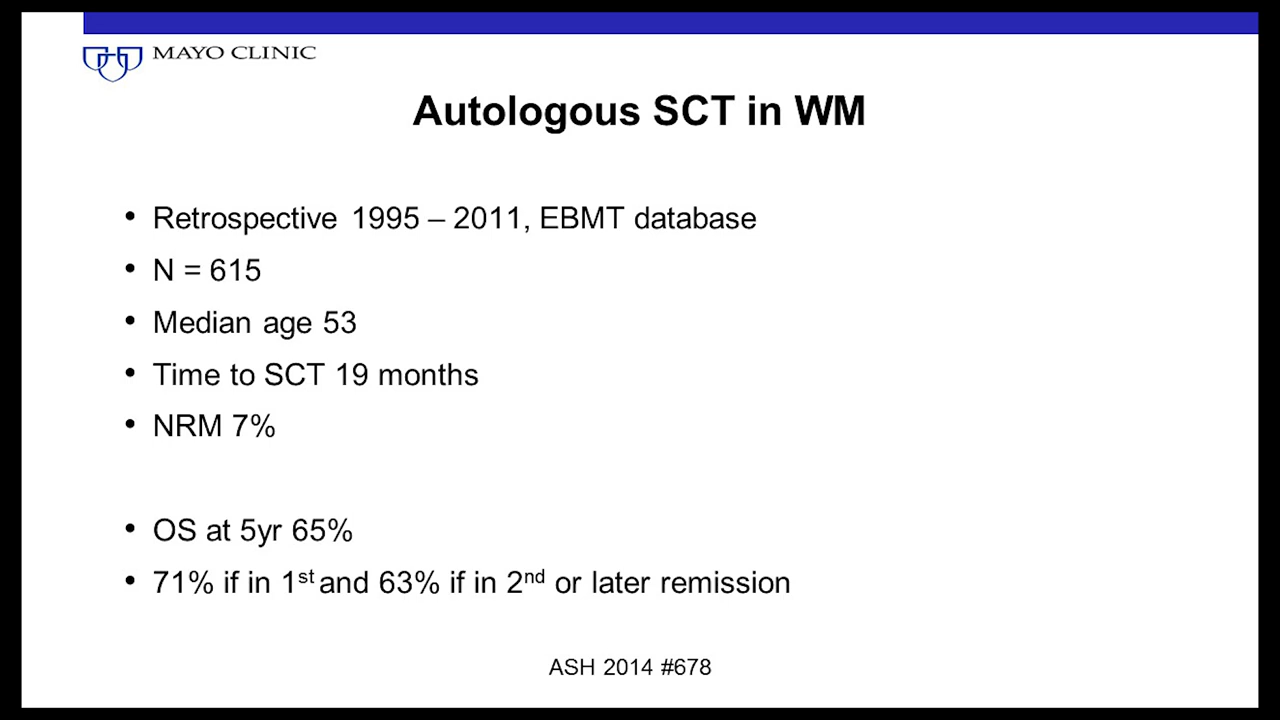 MAYO CLINIC
Autologous SCT in WM
• Retrospective 1995 – 2011, EBMT database
• N = 615
• Median age 53
• Time to SCT 19 months
• NRM 7%
• OS at 5yr 65%
• 71% if in 1st and 63% if in 2nd or later remission
ASH 2014 #678